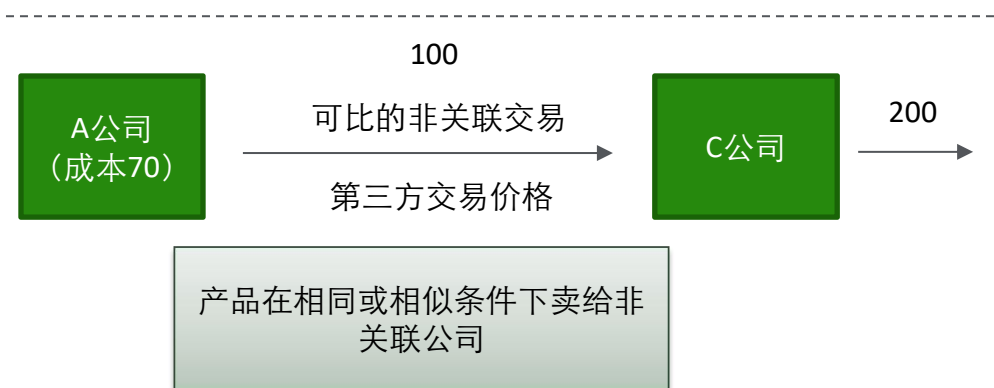 100
A公司
（成本70）
可比的非关联交易
第三方交易价格
C公司
200
产品在相同或相似条件下卖给非
关联公司